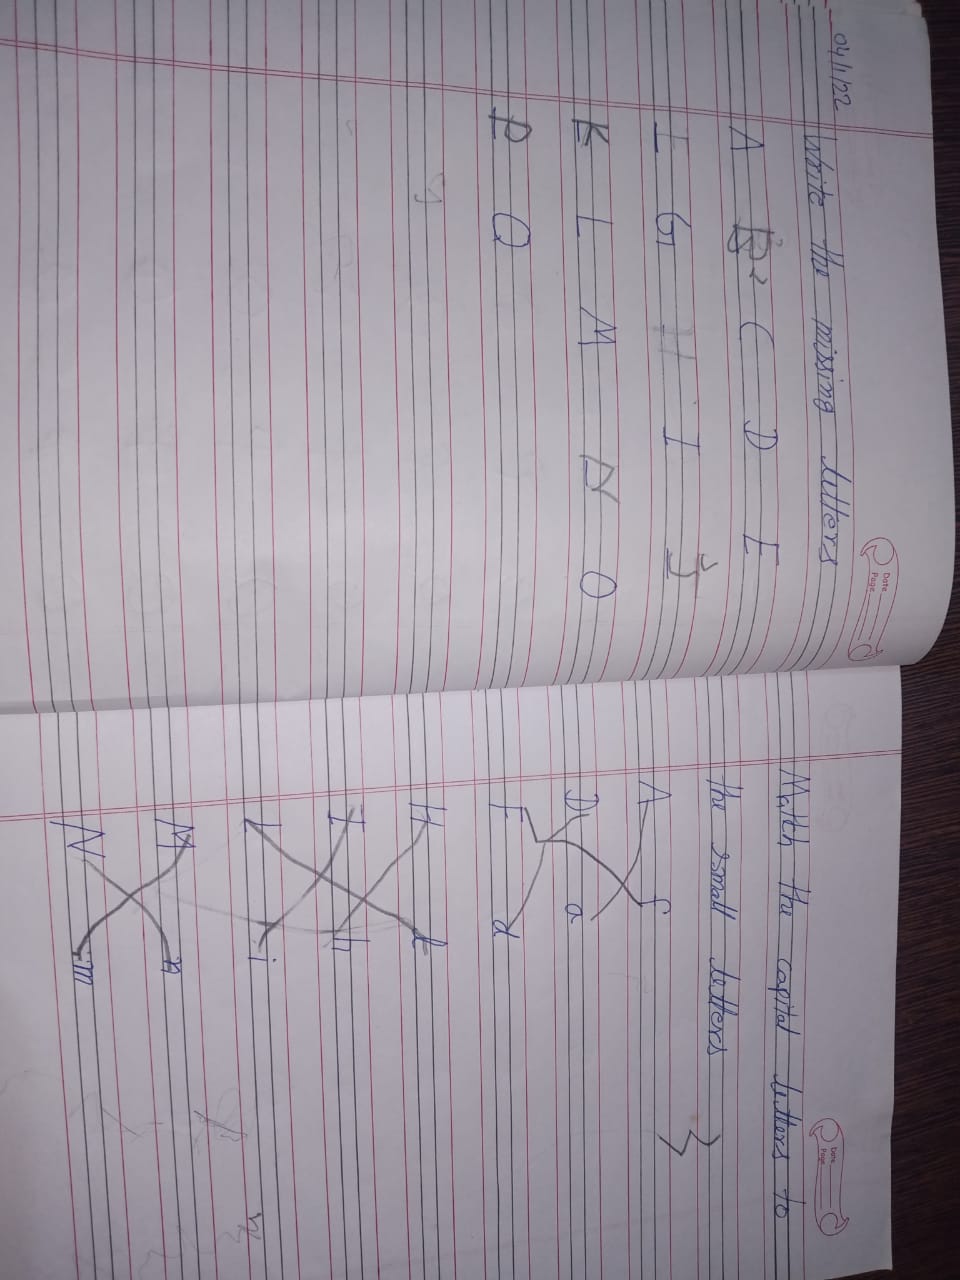 04/1/22
Date
Page
Write the missing letters
A B C D E
I G H I J
K L M N O
P Q
Date
Page
Match the capital letters to
the small letters
A f
D a
F d
H l
I h
L i
M n
N m